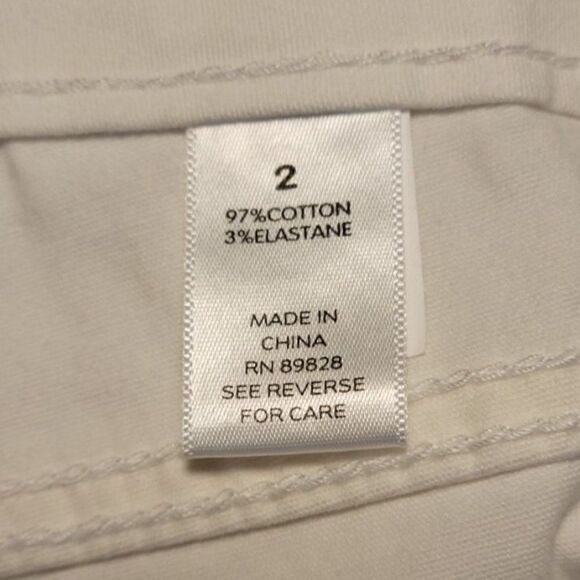 2
97%COTTON
3%ELASTANE
MADE IN
CHINA
RN 89828
SEE REVERSE
FOR CARE